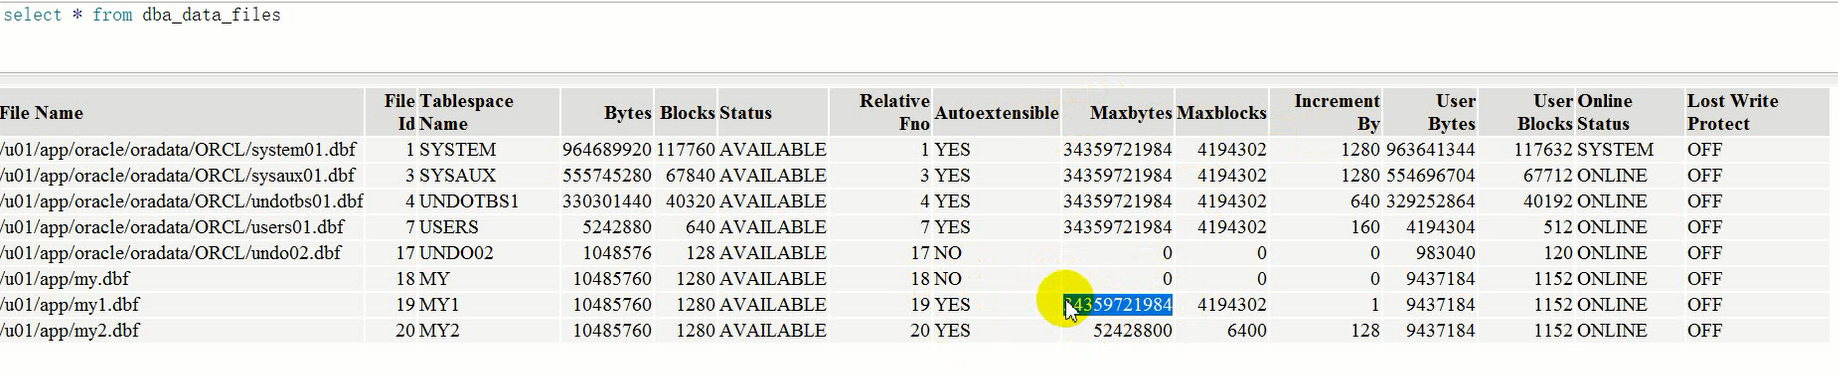 select * from dba_data_files
File Name File Id Tablespace Name Bytes Blocks Status Relative Fno Autoextensible Maxbytes Maxblocks Increment By User Bytes User Blocks Online Status Lost Write Protect
/u01/app/oracle/oradata/ORCL/system01.dbf 1 SYSTEM 964689920 117760 AVAILABLE 1 YES 34359721984 4194302 1280 963641344 117632 SYSTEM OFF
/u01/app/oracle/oradata/ORCL/sysaux01.dbf 3 SYSAUX 555745280 67840 AVAILABLE 3 YES 34359721984 4194302 1280 554696704 67712 ONLINE OFF
/u01/app/oracle/oradata/ORCL/undotbs01.dbf 4 UNDOTBS1 330301440 40320 AVAILABLE 4 YES 34359721984 4194302 640 329252864 40192 ONLINE OFF
/u01/app/oracle/oradata/ORCL/users01.dbf 7 USERS 5242880 640 AVAILABLE 7 YES 34359721984 4194302 160 4194304 512 ONLINE OFF
/u01/app/oracle/oradata/ORCL/undo02.dbf 17 UNDO02 1048576 128 AVAILABLE 17 NO 0 0 0 983040 120 ONLINE OFF
/u01/app/my.dbf 18 MY 10485760 1280 AVAILABLE 18 NO 0 0 0 9437184 1152 ONLINE OFF
/u01/app/my1.dbf 19 MY1 10485760 1280 AVAILABLE 19 YES 34359721984 4194302 1 9437184 1152 ONLINE OFF
/u01/app/my2.dbf 20 MY2 10485760 1280 AVAILABLE 20 YES 52428800 6400 128 9437184 1152 ONLINE OFF